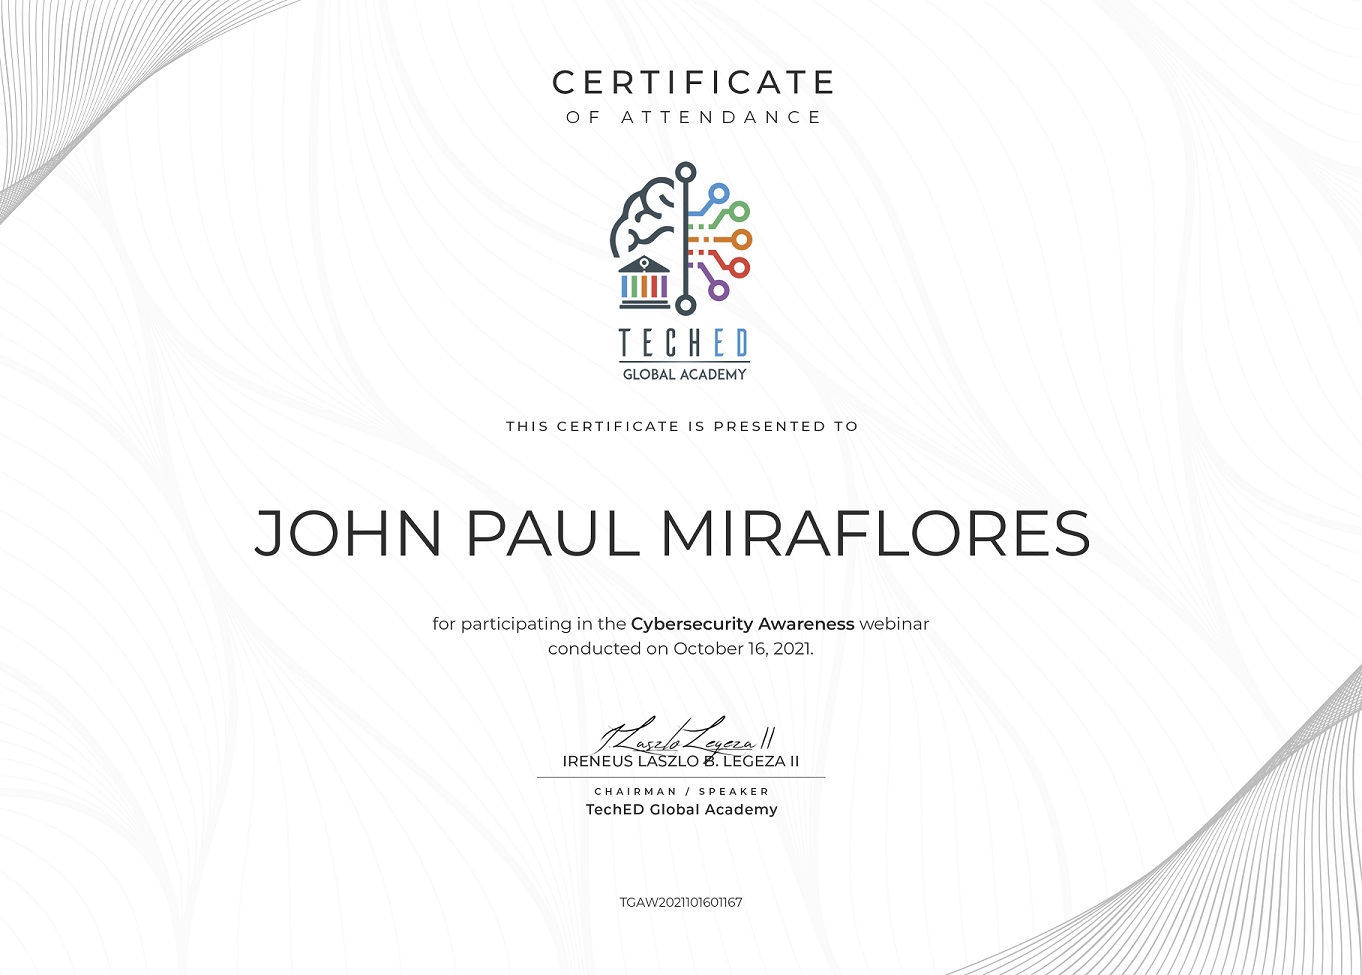 CERTIFICATE
OF ATTENDANCE
TECHED
GLOBAL ACADEMY
THIS CERTIFICATE IS PRESENTED TO
JOHN PAUL MIRAFLORES
for participating in the Cybersecurity Awareness webinar
conducted on October 16, 2021.
I. Laszlo Legeza II
IRENEUS LASZLO B. LEGEZA II
CHAIRMAN / SPEAKER
TechED Global Academy
TGAW2021101601167